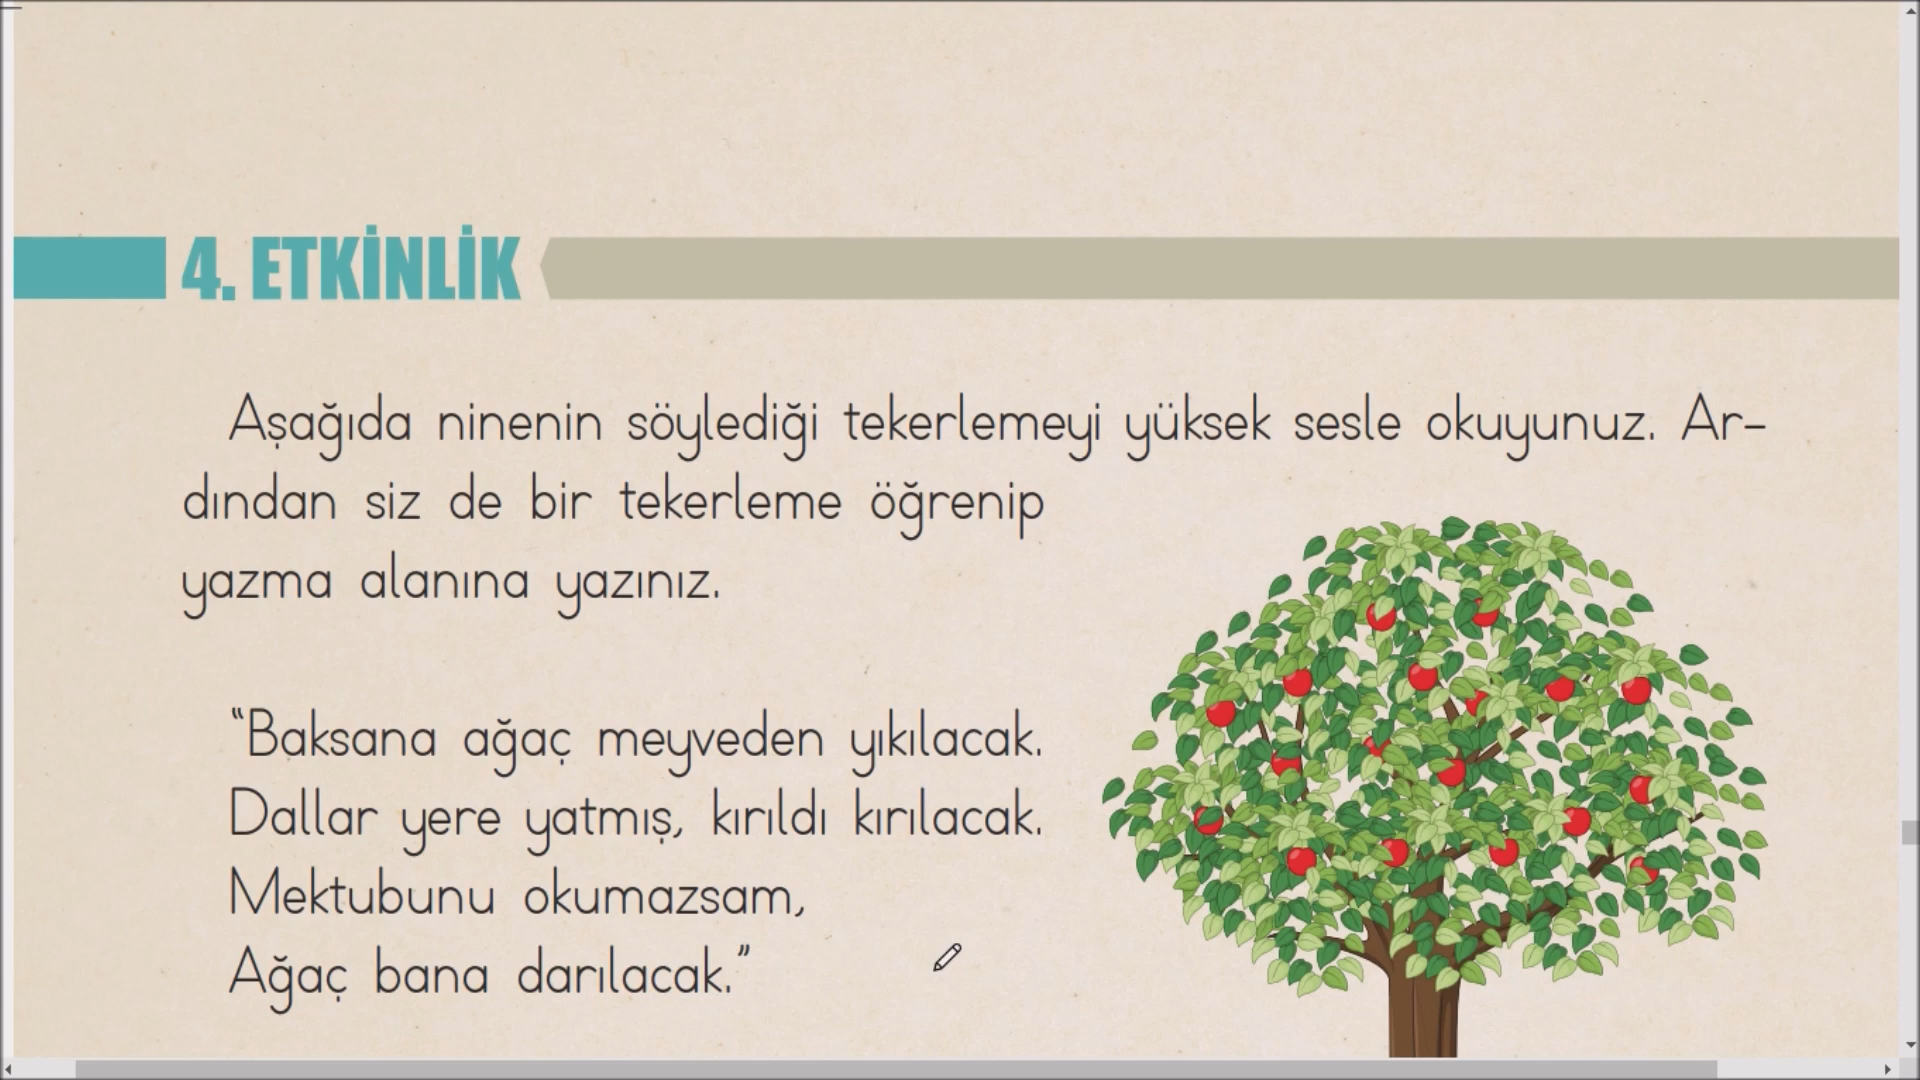 4. ETKİNLİK
Aşağıda ninenin söylediği tekerlemeyi yüksek sesle okuyunuz. Ar-
dından siz de bir tekerleme öğrenip
yazma alanına yazınız.
“Baksana ağaç meyveden yıkılacak.
Dallar yere yatmış, kırıldı kırılacak.
Mektubunu okumazsam,
Ağaç bana darılacak.”